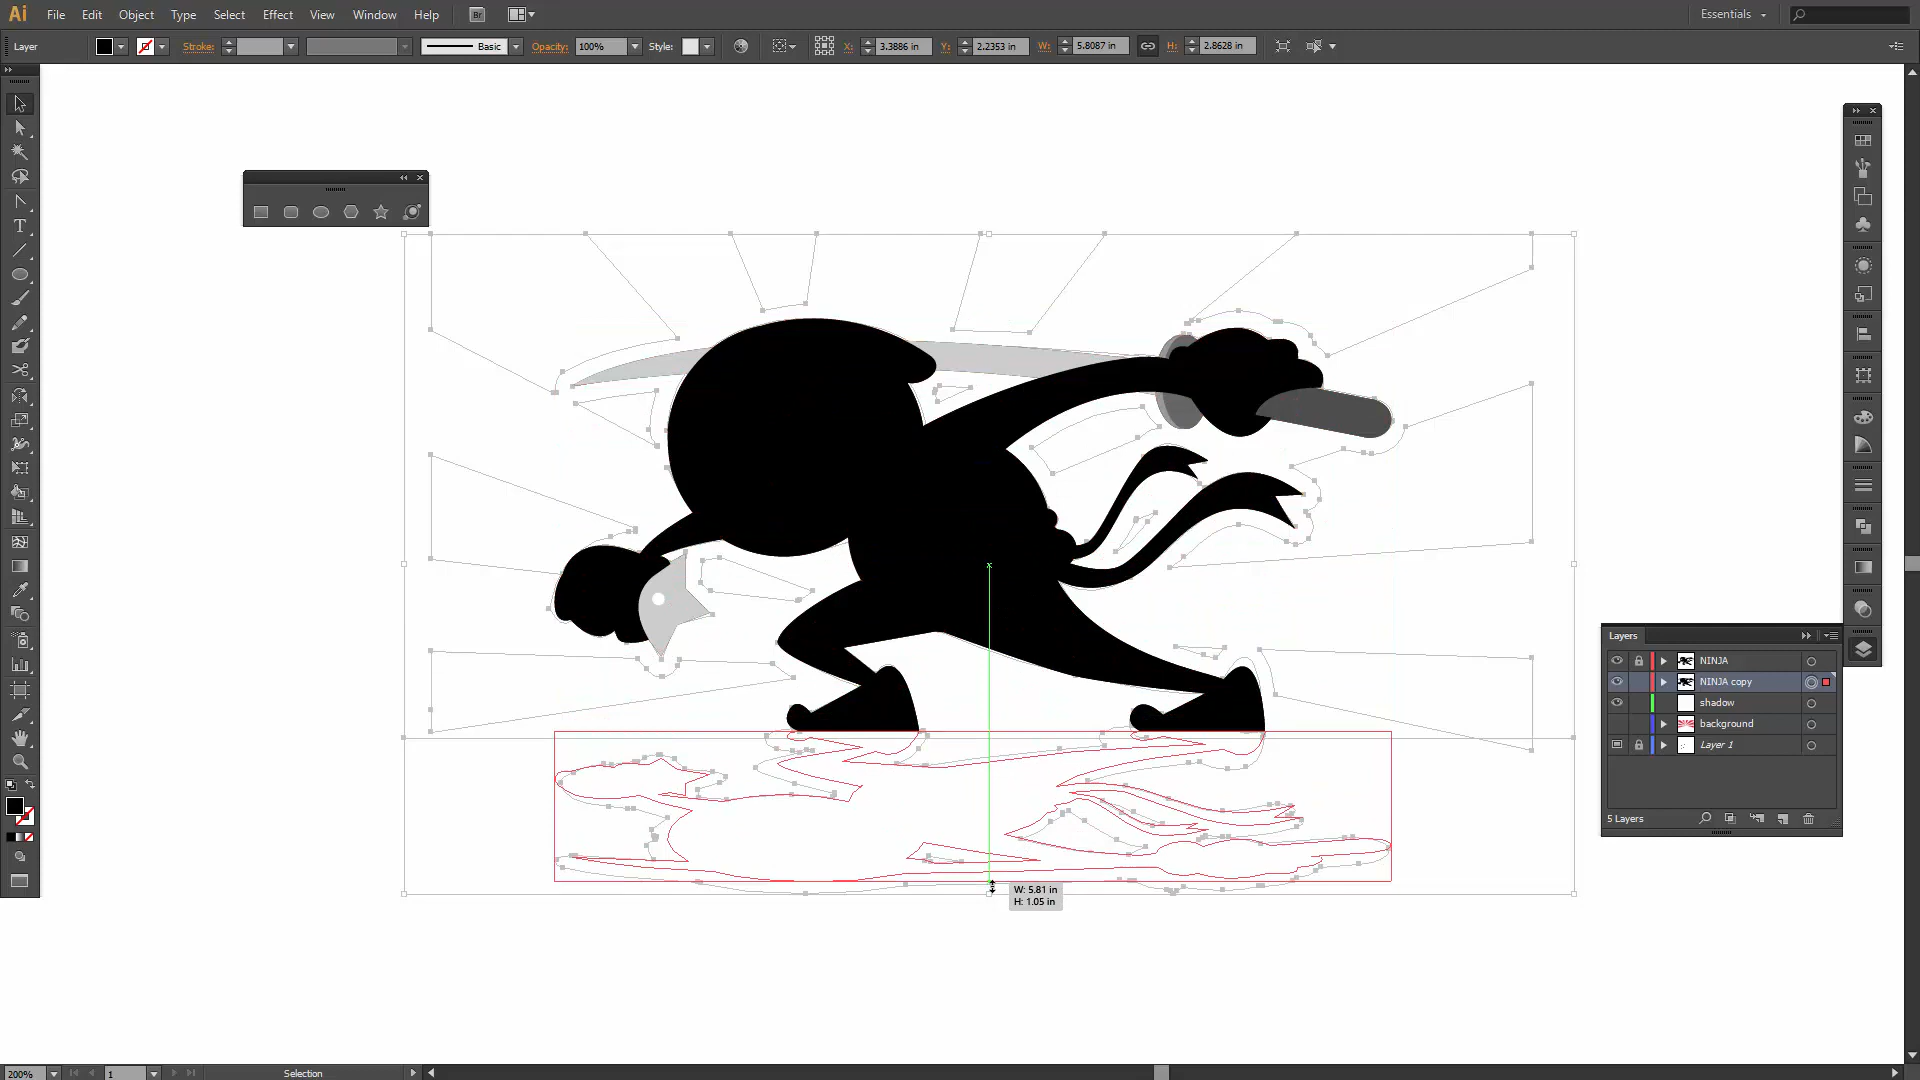 Ai File Edit Object Type Select Effect View Window Help Br Essentials
Layer Stroke: Basic Opacity: 100% Style: X: 3.3886 in Y: 2.2353 in W: 5.8087 in H: 2.8628 in
Layers
NINJA
NINJA copy
shadow
background
Layer 1
5 Layers
W: 5.81 in
H: 1.05 in
200% 1 Selection